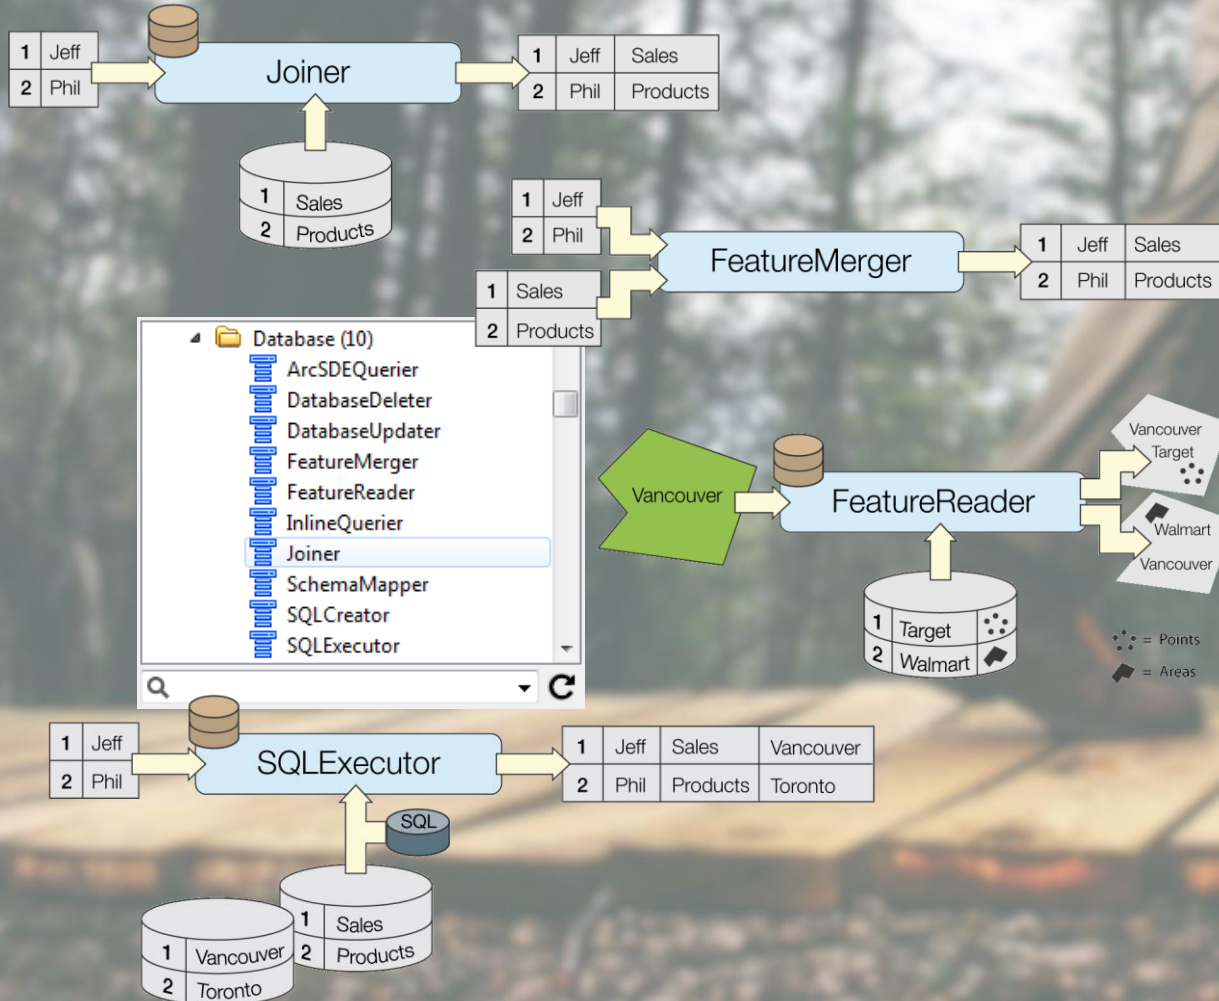 1 Jeff
2 Phil
Joiner
1 Jeff Sales
2 Phil Products
1 Sales
2 Products
1 Jeff
2 Phil
1 Sales
2 Products
FeatureMerger
1 Jeff Sales
2 Phil Products
Database (10)
ArcSDEQuerier
DatabaseDeleter
DatabaseUpdater
FeatureMerger
FeatureReader
InlineQuerier
Joiner
SchemaMapper
SQLCreator
SQLExecutor
Vancouver
FeatureReader
Vancouver
Target
Walmart
Vancouver
1 Target
2 Walmart
= Points
= Areas
1 Jeff
2 Phil
SQLExecutor
1 Jeff Sales Vancouver
2 Phil Products Toronto
SQL
1 Sales
2 Products
1 Vancouver
2 Toronto